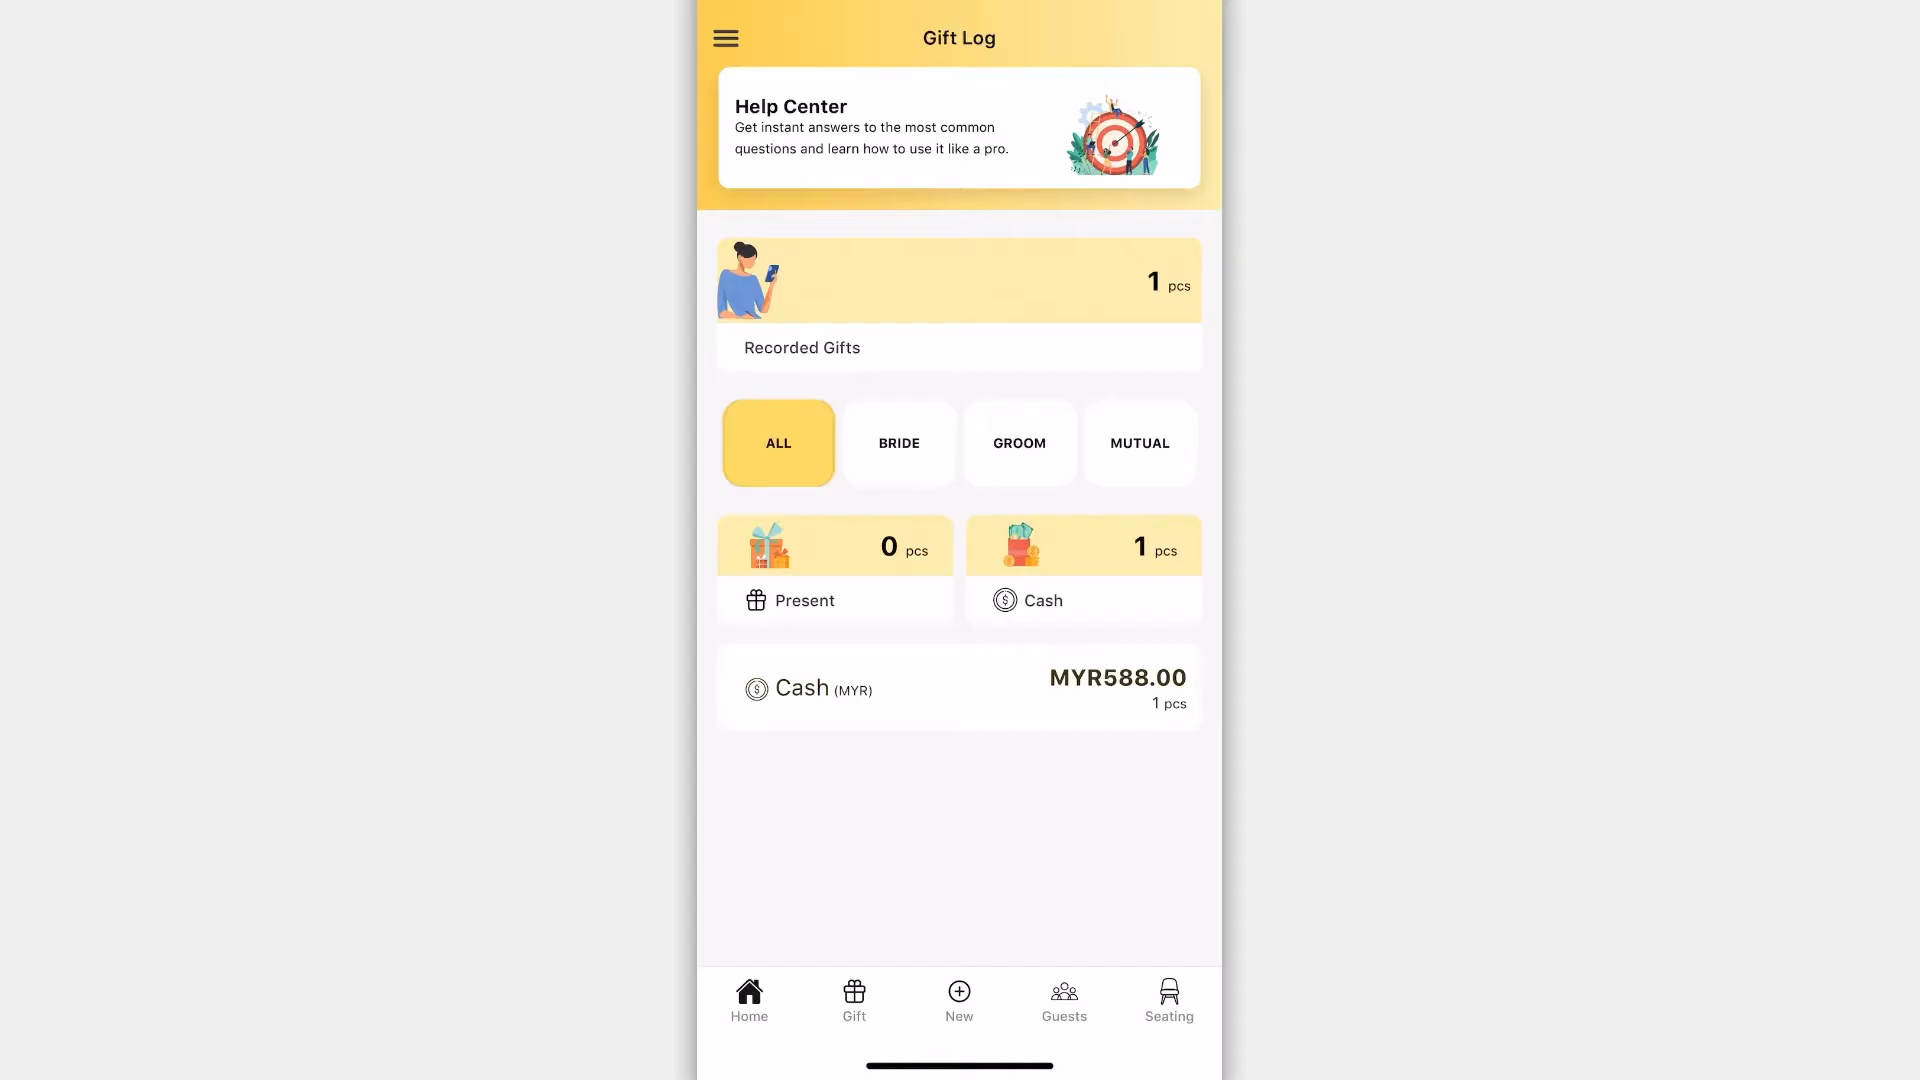 Gift Log
Help Center
Get instant answers to the most common
questions and learn how to use it like a pro.
1 pcs
Recorded Gifts
ALL
BRIDE
GROOM
MUTUAL
0 pcs
1 pcs
Present
Cash
Cash (MYR)
MYR588.00
1 pcs
Home
Gift
New
Guests
Seating